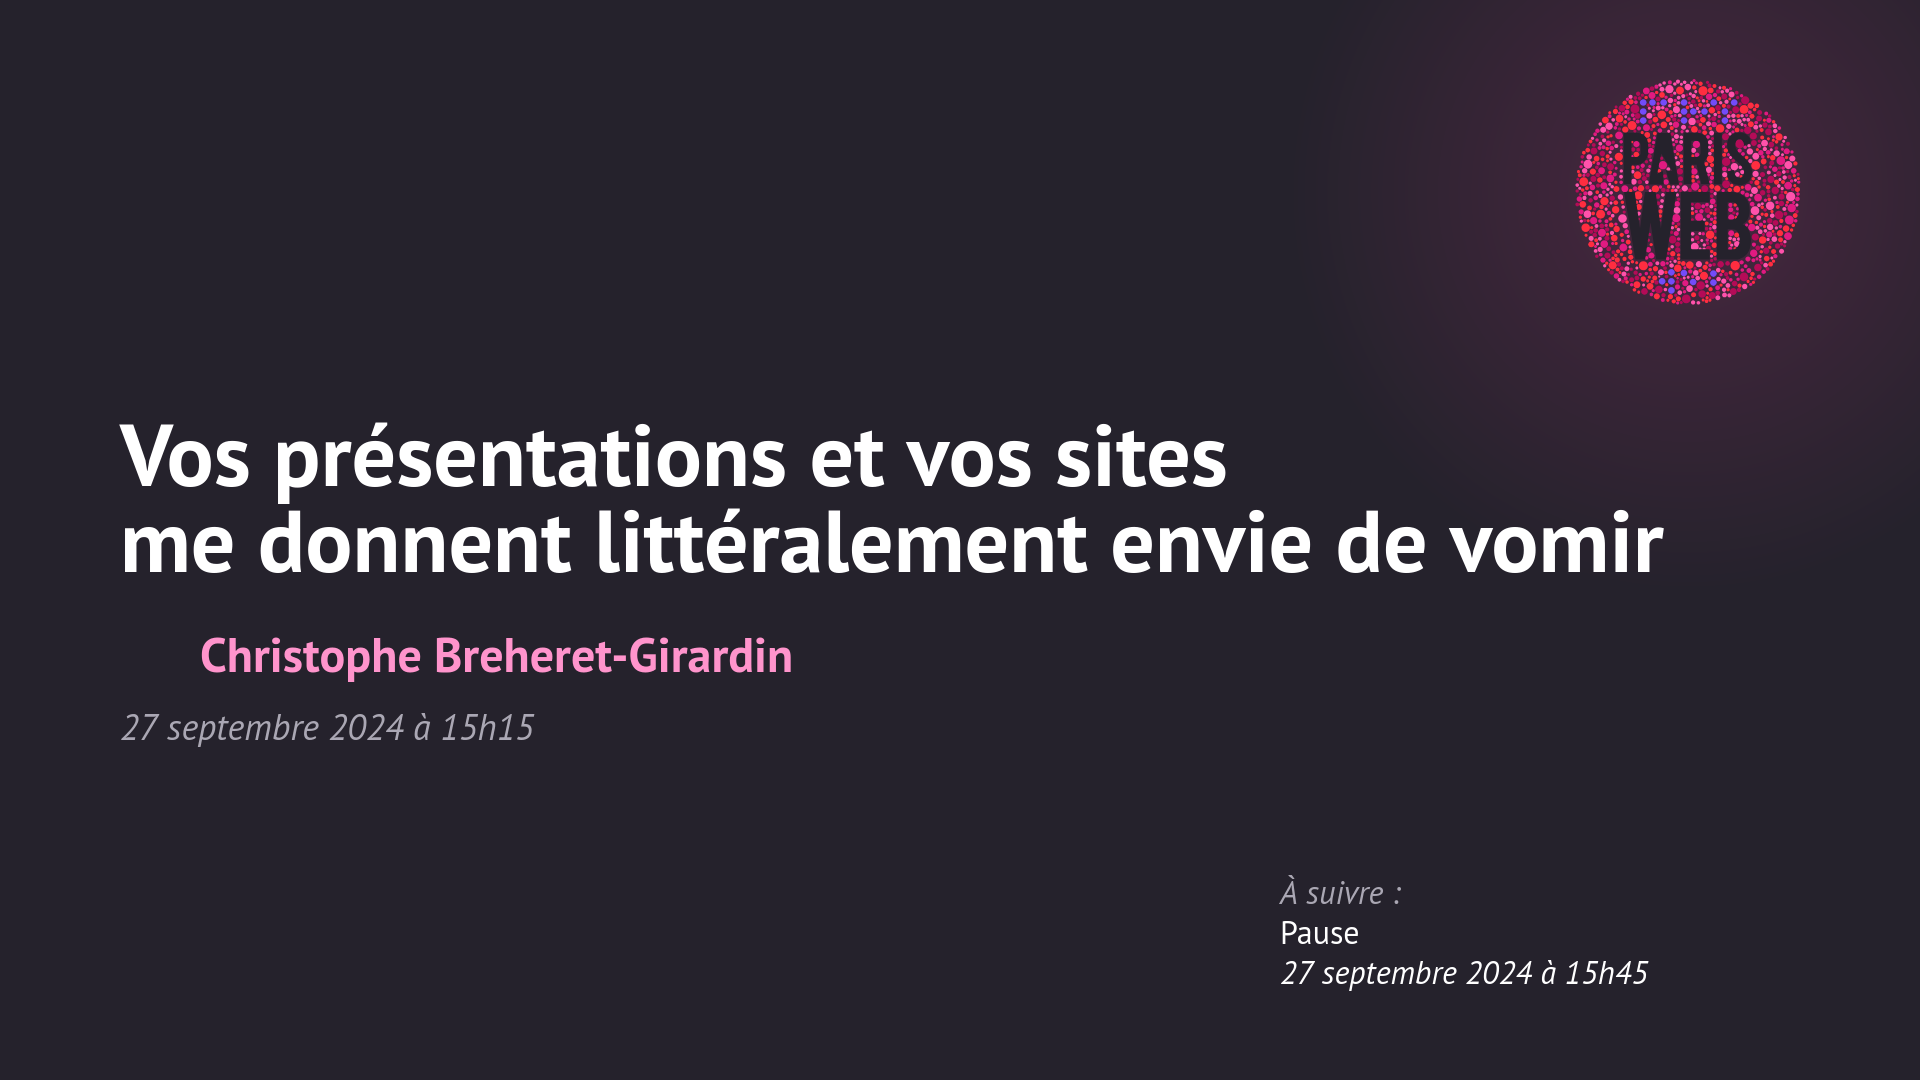 PARIS
WEB
Vos présentations et vos sites
me donnent littéralement envie de vomir
Christophe Breheret-Girardin
27 septembre 2024 à 15h15
À suivre :
Pause
27 septembre 2024 à 15h45